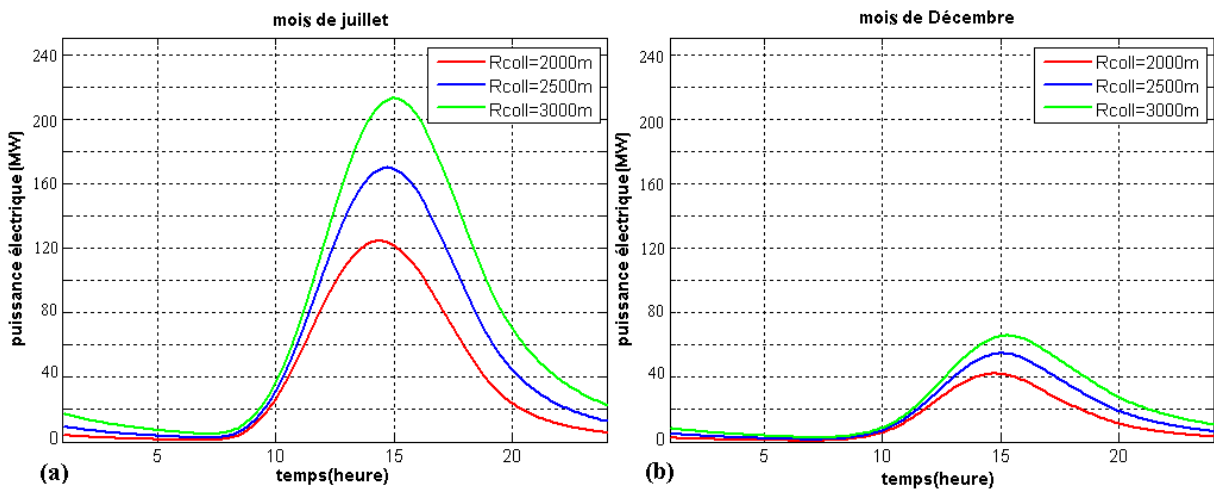 mois de juillet
240
200
160
120
80
40
0
puissance électrique(MW)
Rcoll=2000m
Rcoll=2500m
Rcoll=3000m
5
10
15
20
temps(heure)
(a)
mois de Décembre
240
200
160
120
80
40
0
puissance électrique(MW)
Rcoll=2000m
Rcoll=2500m
Rcoll=3000m
5
10
15
20
temps(heure)
(b)